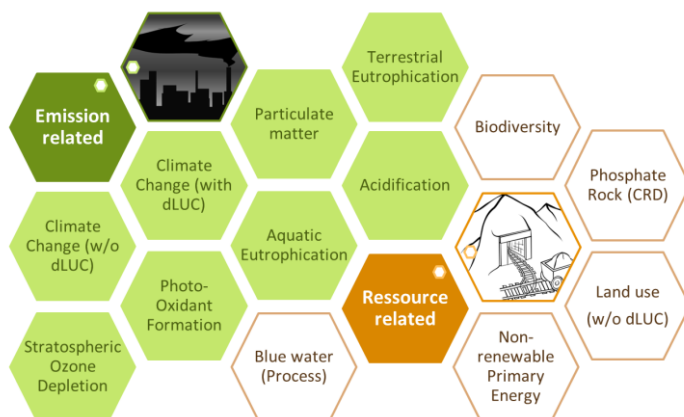 Terrestrial
Eutrophication
Emission
related
Particulate
matter
Biodiversity
Climate
Change (with
dLUC)
Acidification
Phosphate
Rock (CRD)
Climate
Change (w/o
dLUC)
Aquatic
Eutrophication
Photo-
Oxidant
Formation
Ressource
related
Land use
(w/o dLUC)
Stratospheric
Ozone
Depletion
Blue water
(Process)
Non-
renewable
Primary
Energy